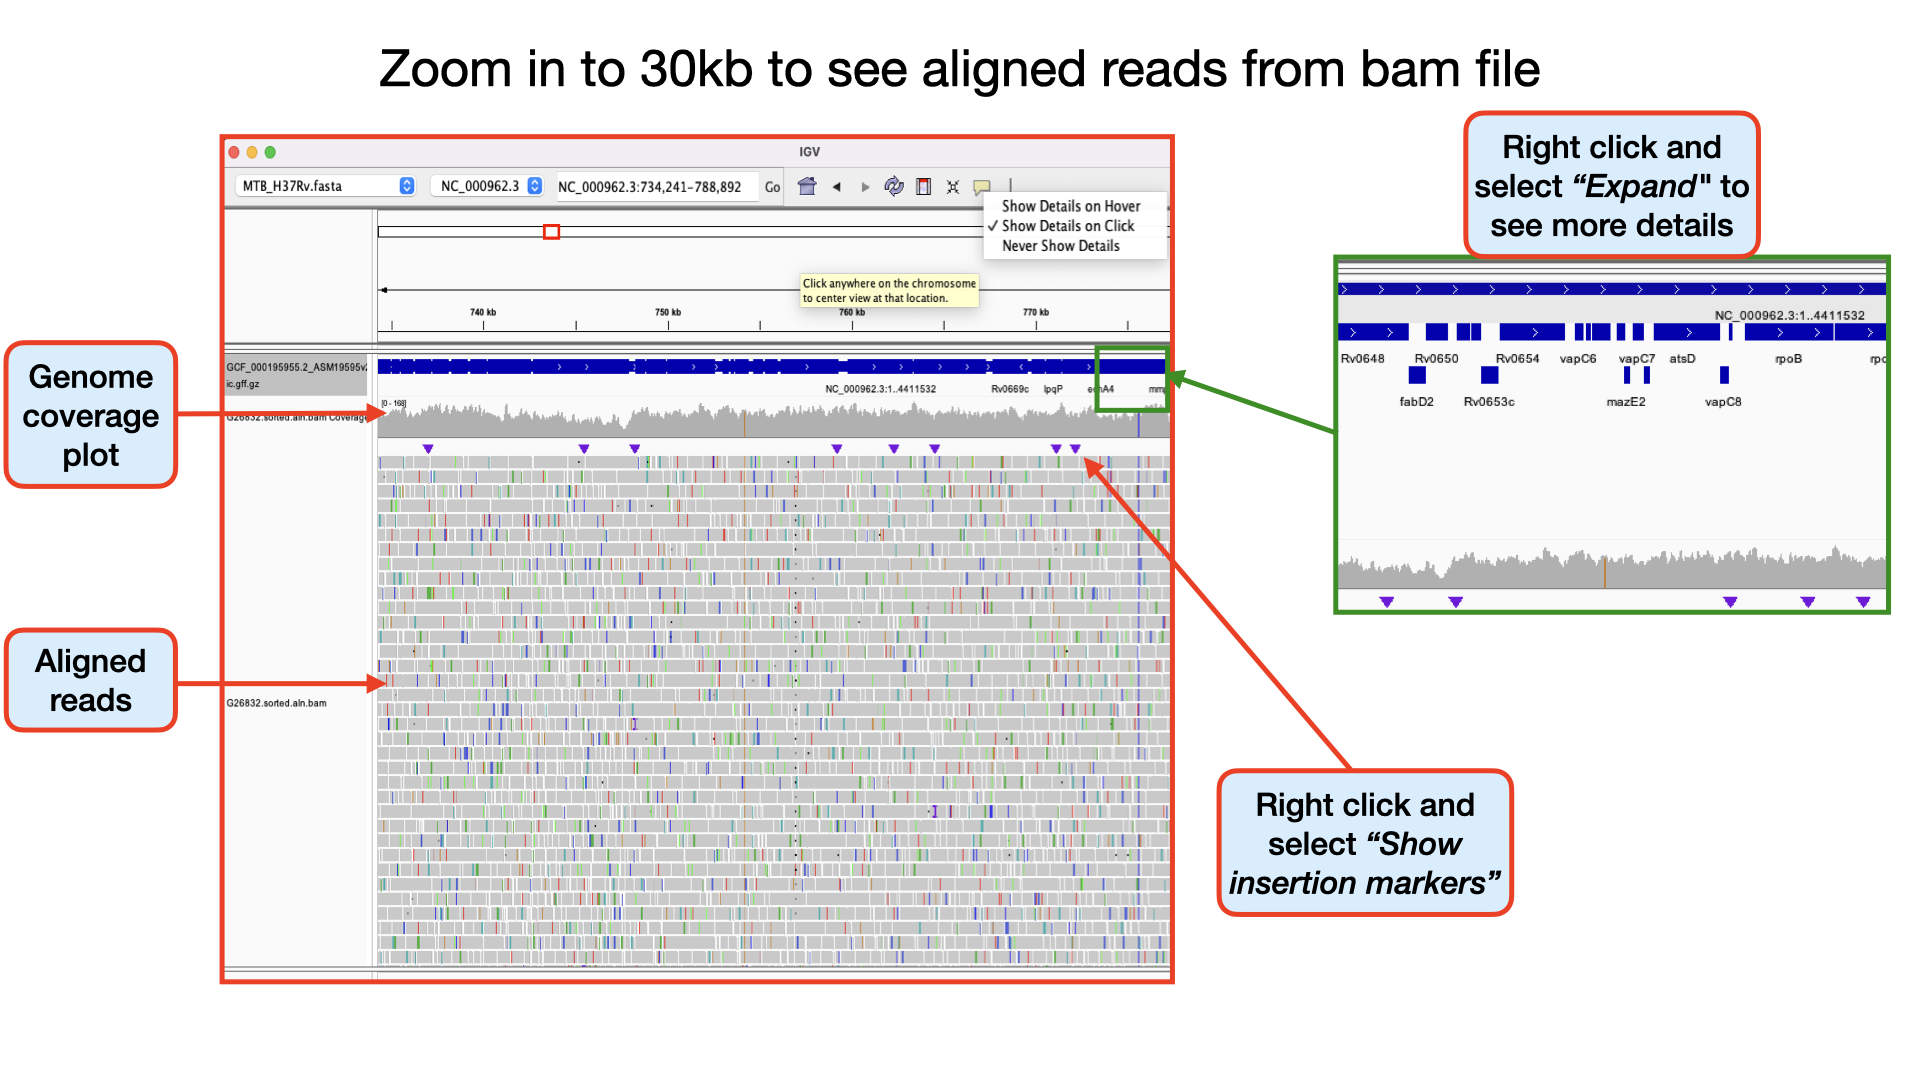 Zoom in to 30kb to see aligned reads from bam file
Right click and
select “Expand" to
see more details
IGV
MTB_H37Rv.fasta
NC_000962.3
NC_000962.3:734,241-788,892
Go
Show Details on Hover
✓ Show Details on Click
Never Show Details
Click anywhere on the chromosome
to center view at that location.
740 kb
750 kb
760 kb
770 kb
GCF_000195955.2_ASM19595v
ic.gff.gz
NC_000962.3:1..4411532
Rv0669c
lpqP
[0 - 168]
G26832.sorted.aln.bam Coverage
G26832.sorted.aln.bam
Genome
coverage
plot
Aligned
reads
NC_000962.3:1..4411532
Rv0648
Rv0650
Rv0654
vapC6
vapC7
atsD
rpoB
rpo
fabD2
Rv0653c
mazE2
vapC8
Right click and
select “Show
insertion markers”